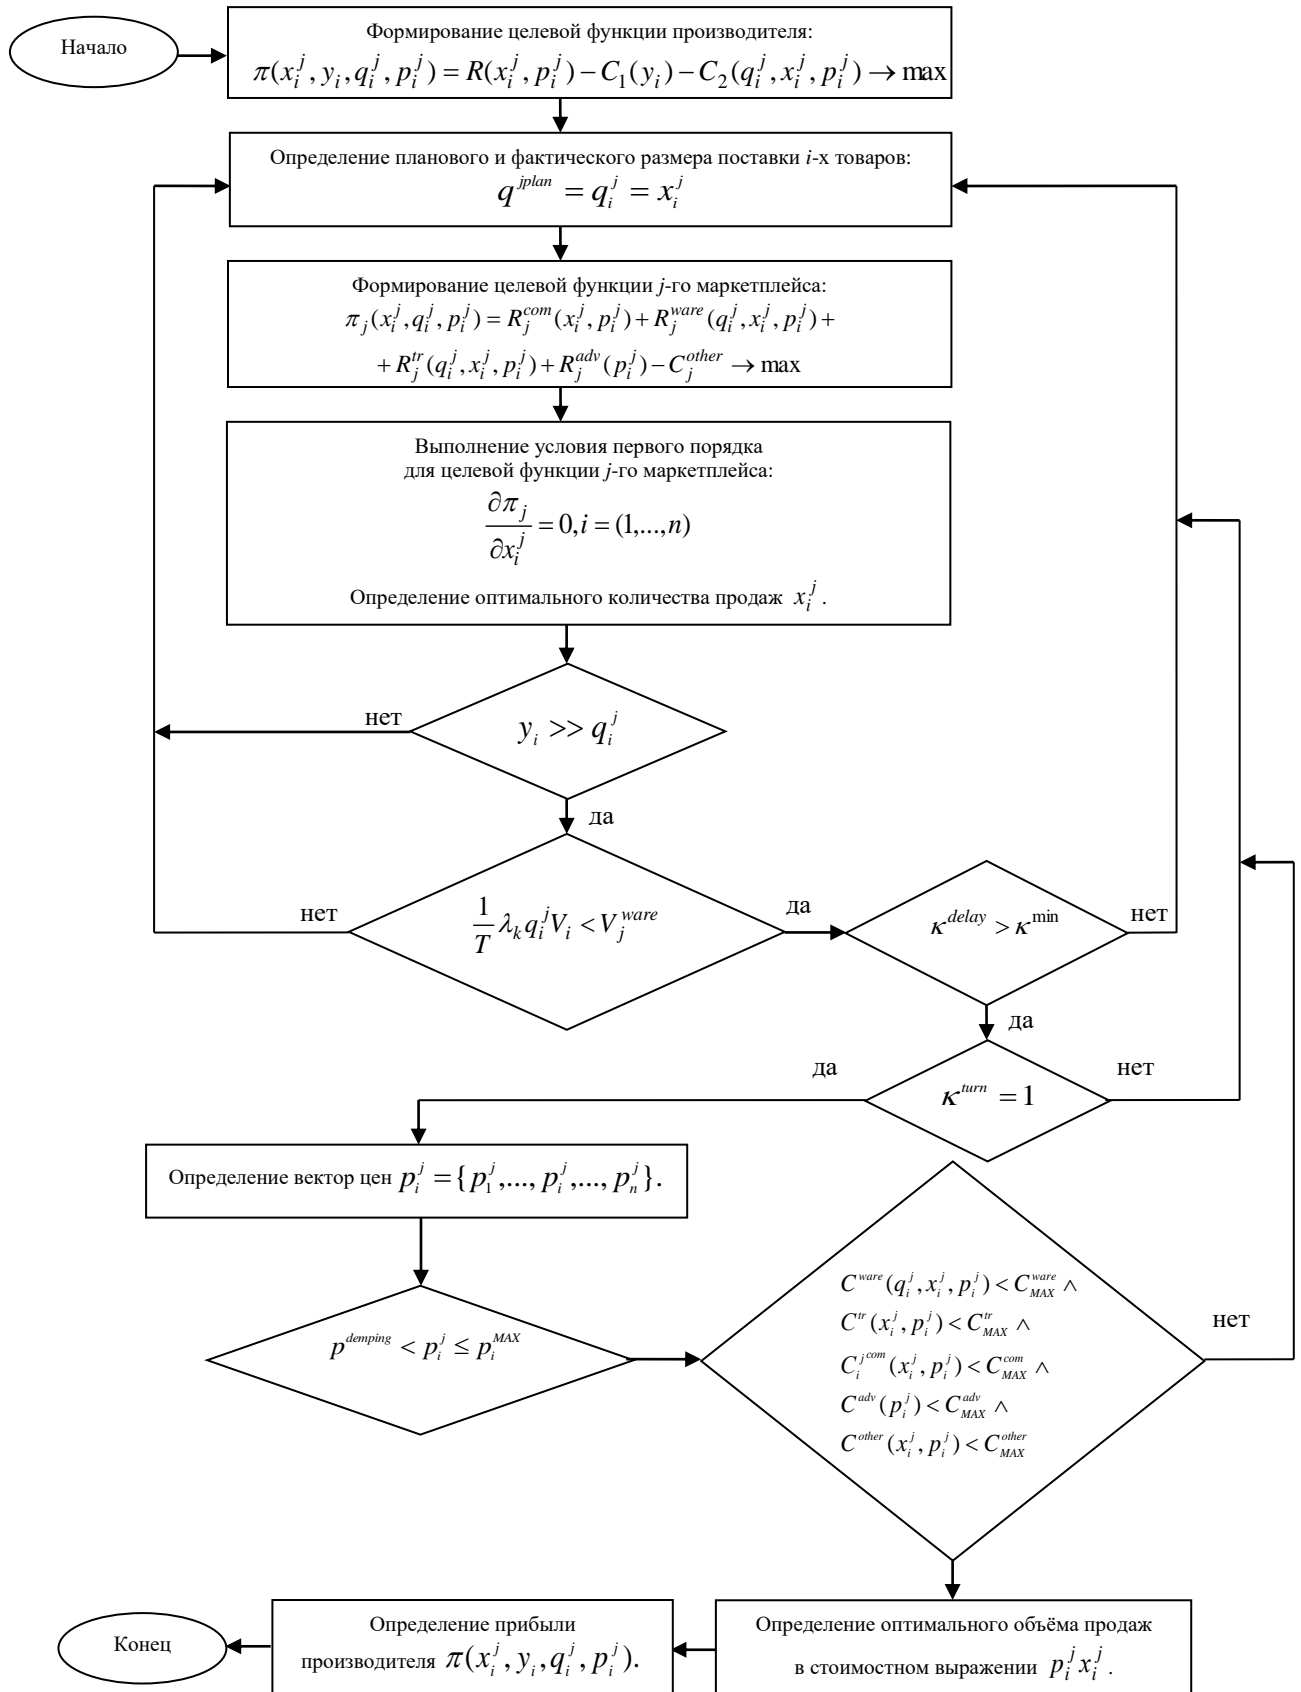 Начало
Формирование целевой функции производителя:
π(x_i^j, y_i, q_i^j, p_i^j) = R(x_i^j, p_i^j) − C_1(y_i) − C_2(q_i^j, x_i^j, p_i^j) → max
Определение планового и фактического размера поставки i-х товаров:
q^{jplan} = q_i^j = x_i^j
Формирование целевой функции j-го маркетплейса:
π_j(x_i^j, q_i^j, p_i^j) = R_j^{com}(x_i^j, p_i^j) + R_j^{ware}(q_i^j, x_i^j, p_i^j) +
+ R_j^{tr}(q_i^j, x_i^j, p_i^j) + R_j^{adv}(p_i^j) − C_j^{other} → max
Выполнение условия первого порядка
для целевой функции j-го маркетплейса:
∂π_j/∂x_i^j = 0, i = (1,...,n)
Определение оптимального количества продаж x_i^j .
нет
y_i >> q_i^j
да
нет
1/T λ_k q_i^j V_i < V_j^{ware}
да
κ^{delay} > κ^{min}
нет
да
да
κ^{turn} = 1
нет
Определение вектор цен p_i^j = {p_1^j,..., p_i^j,..., p_n^j}.
p^{demping} < p_i^j ≤ p_i^{MAX}
C^{ware}(q_i^j, x_i^j, p_i^j) < C_{MAX}^{ware} ∧
C^{tr}(x_i^j, p_i^j) < C_{MAX}^{tr} ∧
C_i^{j com}(x_i^j, p_i^j) < C_{MAX}^{com} ∧
C^{adv}(p_i^j) < C_{MAX}^{adv} ∧
C^{other}(x_i^j, p_i^j) < C_{MAX}^{other}
нет
Определение оптимального объёма продаж
в стоимостном выражении p_i^j x_i^j .
Определение прибыли
производителя π(x_i^j, y_i, q_i^j, p_i^j).
Конец